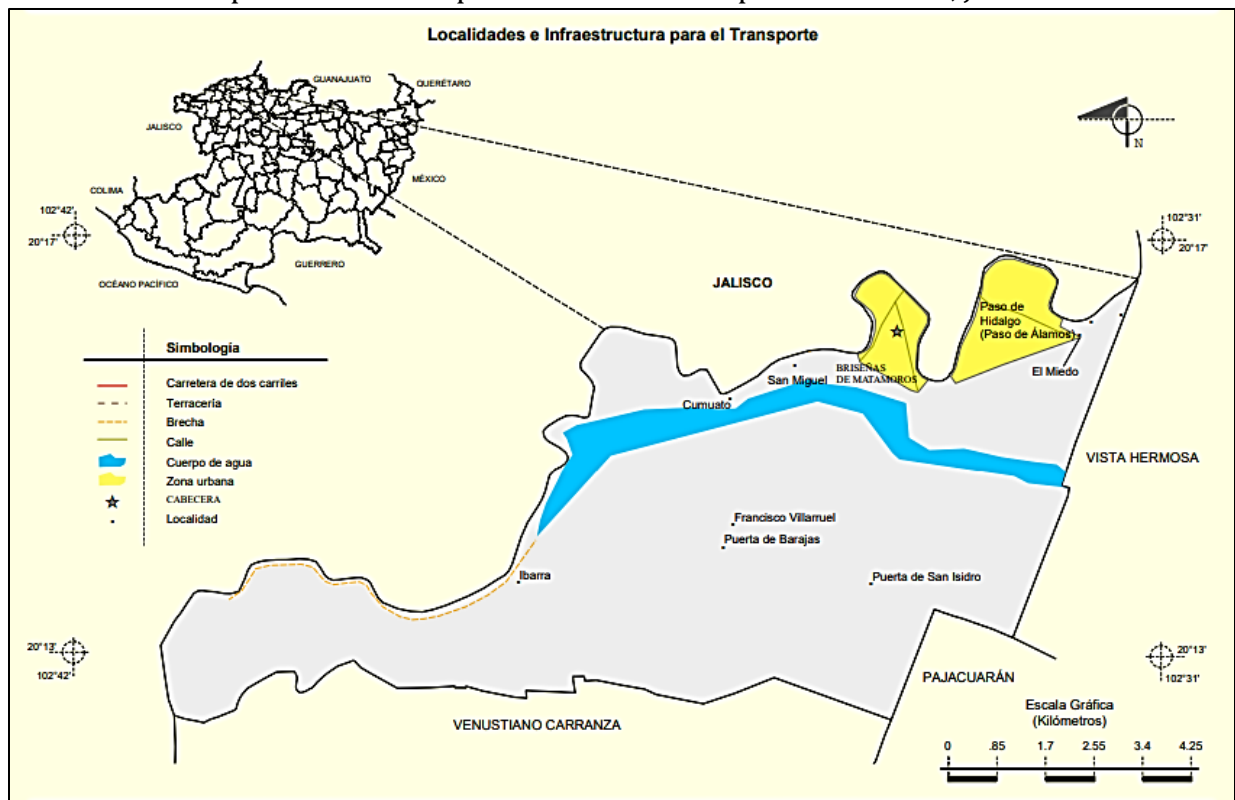 Localidades e Infraestructura para el Transporte
GUANAJUATO
QUERÉTARO
JALISCO
MÉXICO
COLIMA
GUERRERO
OCÉANO PACÍFICO
N
102°42'
20°17'
102°31'
20°17'
JALISCO
Paso de
Hidalgo
(Paso de Álamos)
El Miedo
BRISEÑAS
DE MATAMOROS
San Miguel
Cumuato
VISTA HERMOSA
Simbología
Carretera de dos carriles
Terracería
Brecha
Calle
Cuerpo de agua
Zona urbana
CABECERA
Localidad
Francisco Villarruel
Puerta de Barajas
Ibarra
Puerta de San Isidro
20°13'
102°42'
20°13'
102°31'
PAJACUARÁN
VENUSTIANO CARRANZA
Escala Gráfica
(Kilómetros)
0 .85 1.7 2.55 3.4 4.25